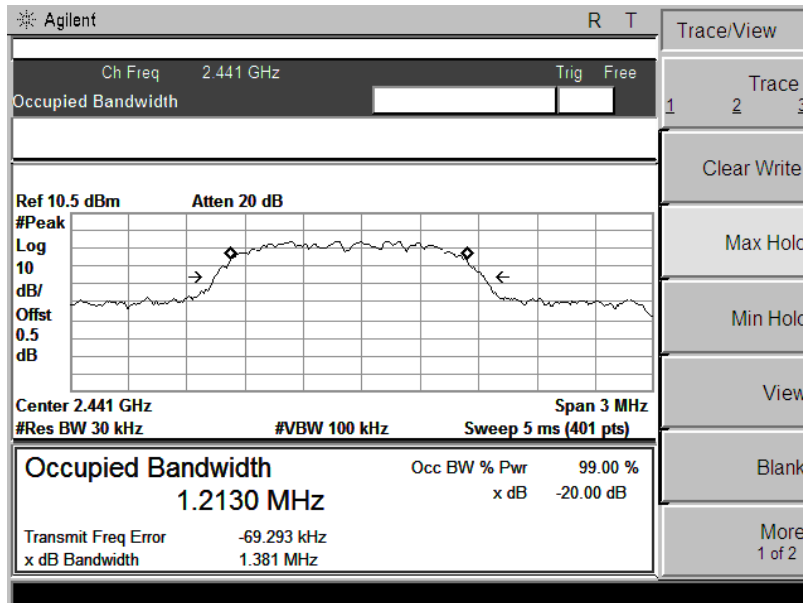 Agilent R T
Trace/View
Ch Freq 2.441 GHz Trig Free
Occupied Bandwidth
Trace
1 2 3
Clear Write
Ref 10.5 dBm Atten 20 dB
#Peak
Log
10
dB/
Offst
0.5
dB
Max Hold
Min Hold
View
Center 2.441 GHz Span 3 MHz
#Res BW 30 kHz #VBW 100 kHz Sweep 5 ms (401 pts)
Occupied Bandwidth
1.2130 MHz
Occ BW % Pwr 99.00 %
x dB -20.00 dB
Transmit Freq Error -69.293 kHz
x dB Bandwidth 1.381 MHz
Blank
More
1 of 2